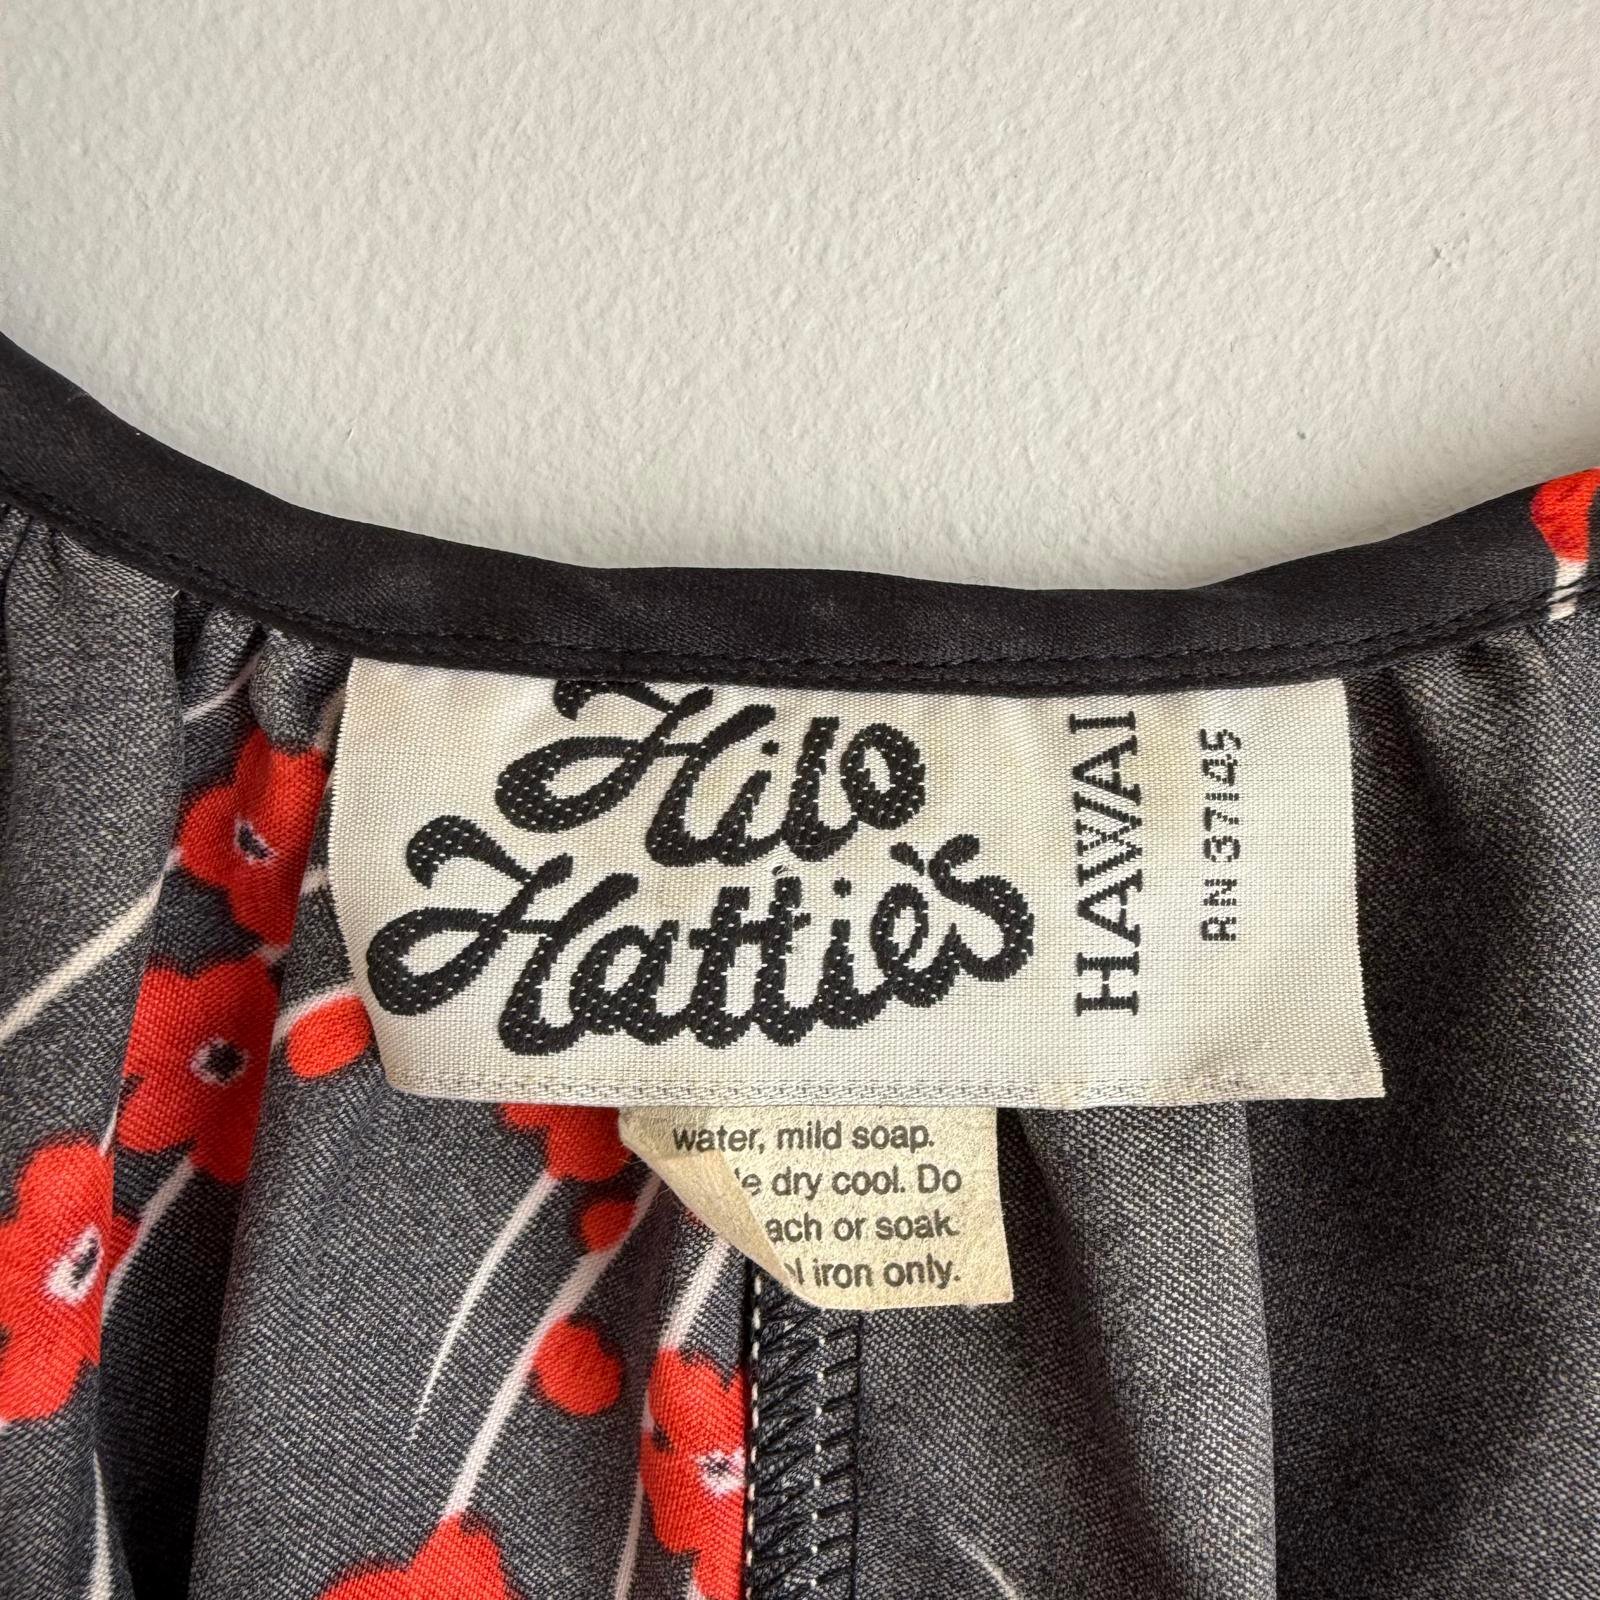 Hilo
Hattie's
HAWAII
RN 37145
water, mild soap.
dry cool. Do
or soak.
iron only.